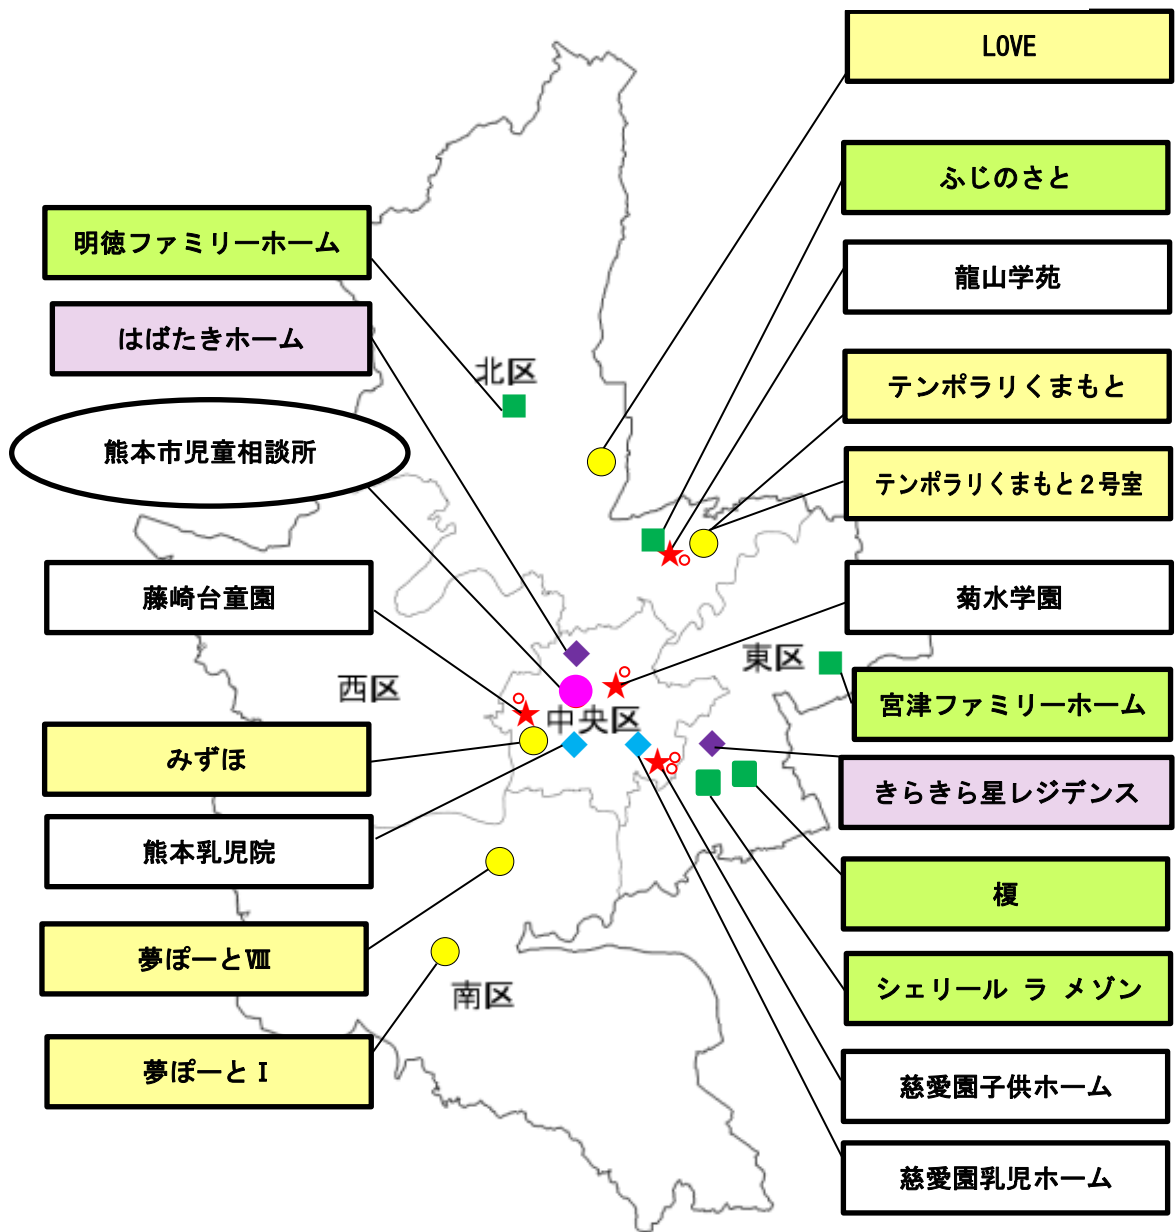 LOVE
ふじのさと
明徳ファミリーホーム
龍山学苑
はばたきホーム
北区
テンポラリくまもと
熊本市児童相談所
テンポラリくまもと2号室
藤崎台童園
菊水学園
東区
西区
宮津ファミリーホーム
中央区
みずほ
きらきら星レジデンス
熊本乳児院
榎
夢ぽーとⅧ
シェリール ラ メゾン
南区
夢ぽーとⅠ
慈愛園子供ホーム
慈愛園乳児ホーム